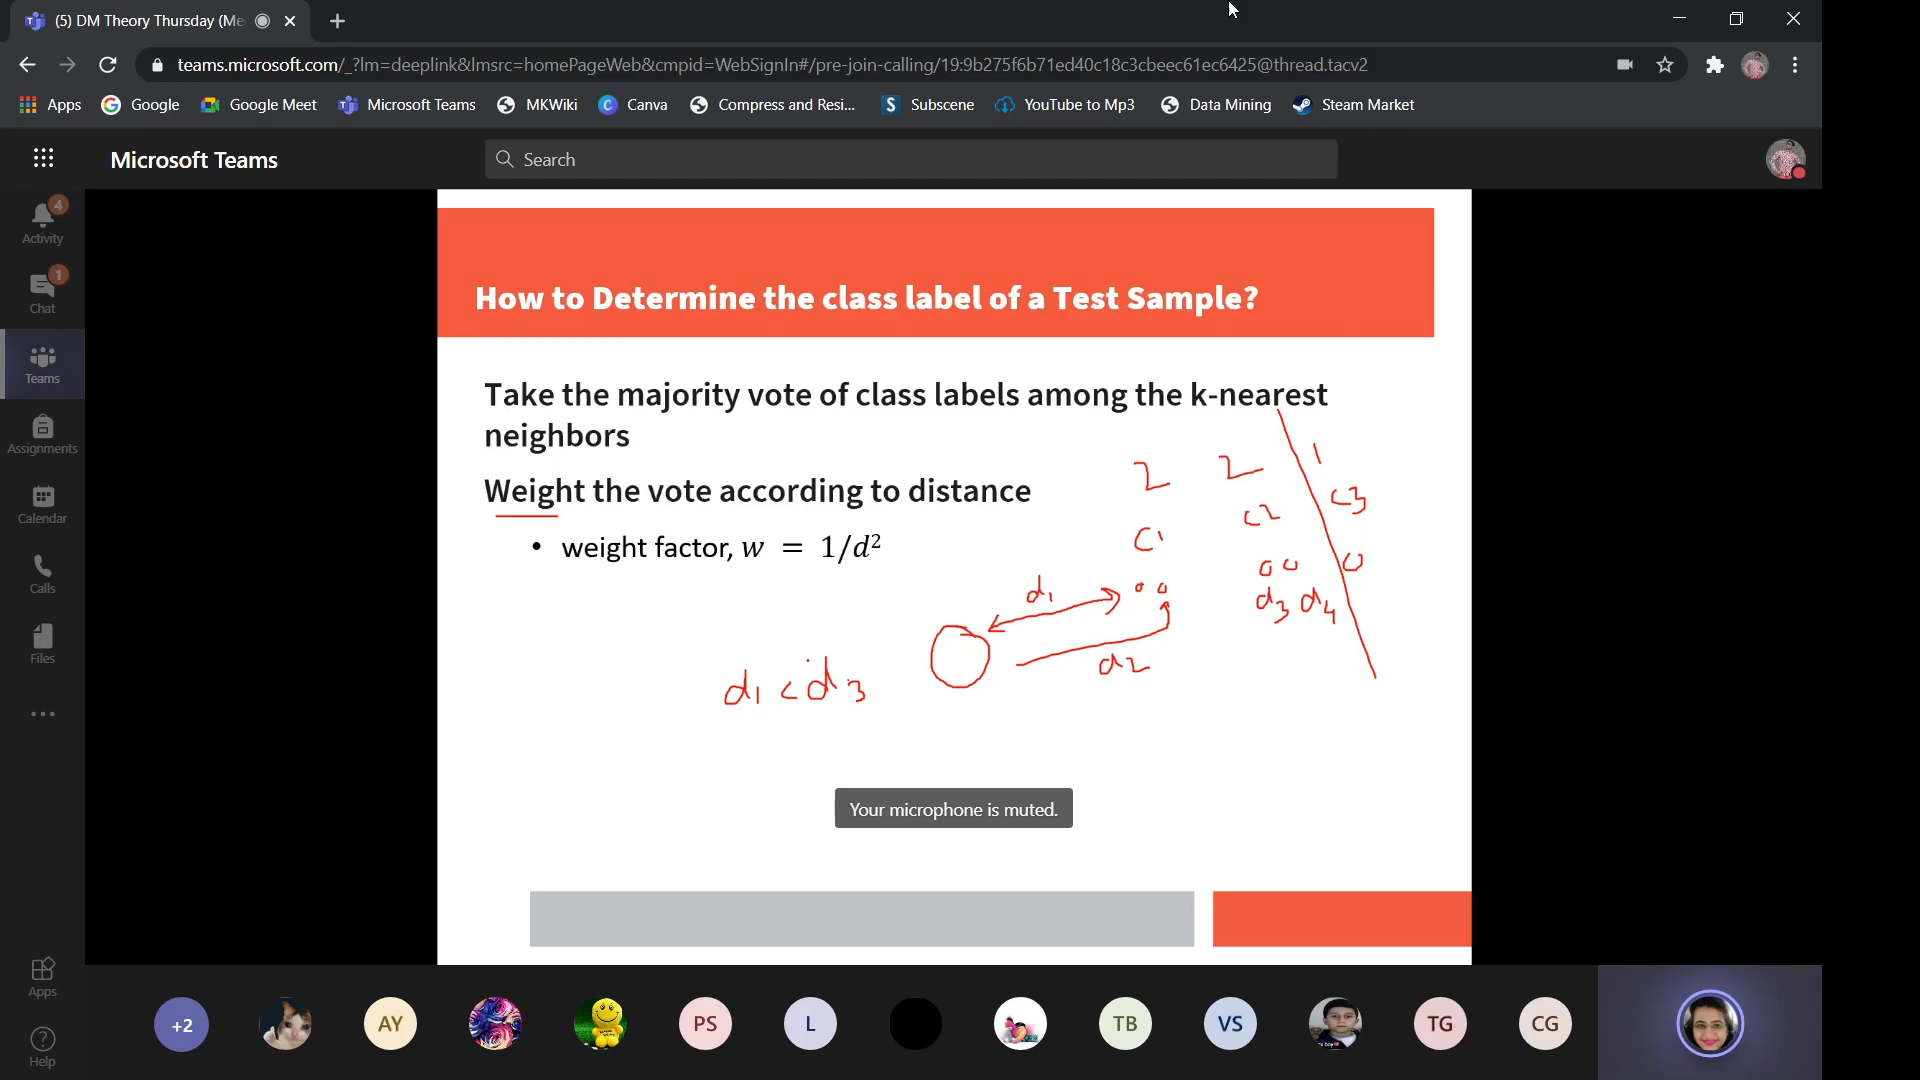 (5) DM Theory Thursday (Me
teams.microsoft.com/_?lm=deeplink&lmsrc=homePageWeb&cmpid=WebSignIn#/pre-join-calling/19:9b275f6b71ed40c18c3cbeec61ec6425@thread.tacv2
Apps Google Google Meet Microsoft Teams MKWiki Canva Compress and Resi... Subscene YouTube to Mp3 Data Mining Steam Market
Microsoft Teams
Search
4
Activity
1
Chat
Teams
Assignments
Calendar
Calls
Files
Apps
Help
How to Determine the class label of a Test Sample?
Take the majority vote of class labels among the k-nearest
neighbors
Weight the vote according to distance
• weight factor, w = 1/d²
2 2 1
c1 c2 c3
d1
d3 d4
d2
d1 < d3
Your microphone is muted.
+2 AY PS L TB VS TG CG